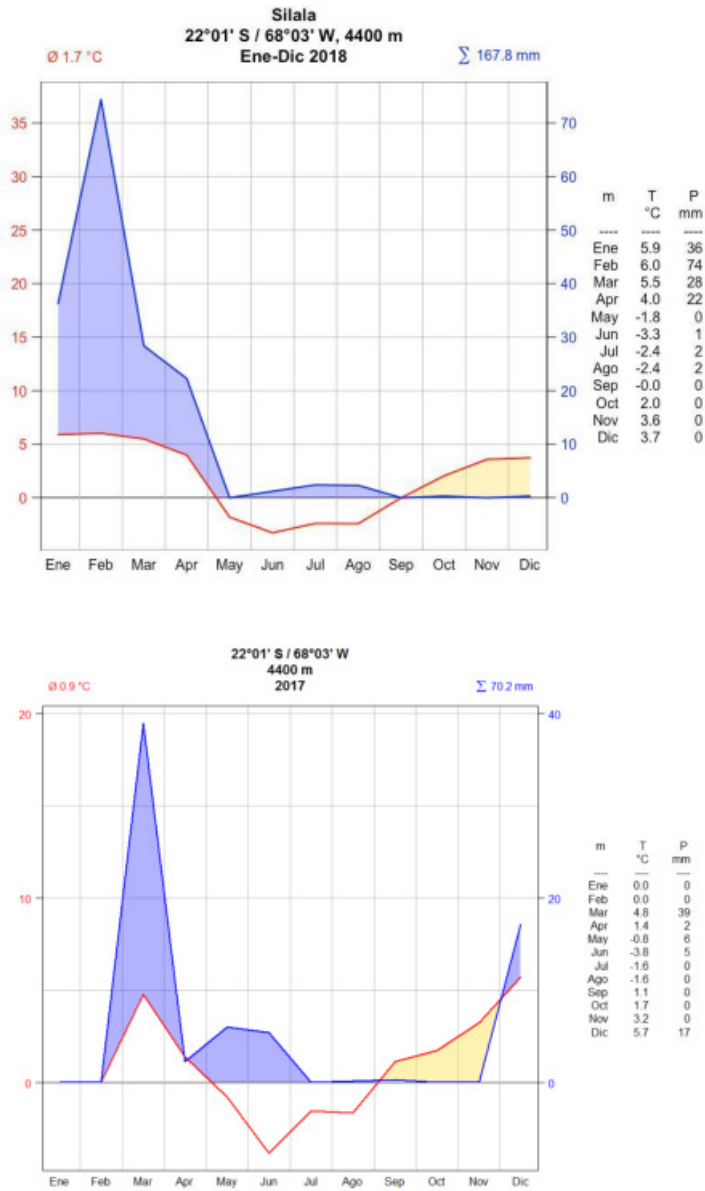 Silala
22°01' S / 68°03' W, 4400 m
Ø 1.7 °C Ene-Dic 2018 ∑ 167.8 mm
35 70
30 60
25 50
20 40
15 30
10 20
5 10
0 0
Ene Feb Mar Apr May Jun Jul Ago Sep Oct Nov Dic
m T P
°C mm
---- ---- ----
Ene 5.9 36
Feb 6.0 74
Mar 5.5 28
Apr 4.0 22
May -1.8 0
Jun -3.3 1
Jul -2.4 2
Ago -2.4 2
Sep -0.0 0
Oct 2.0 0
Nov 3.6 0
Dic 3.7 0
22°01' S / 68°03' W
4400 m
Ø 0.9 °C 2017 ∑ 70.2 mm
20 40
10 20
0 0
Ene Feb Mar Apr May Jun Jul Ago Sep Oct Nov Dic
m T P
°C mm
---- ---- ----
Ene 0.0 0
Feb 0.0 0
Mar 4.8 39
Apr 1.4 2
May -0.8 6
Jun -3.8 5
Jul -1.6 0
Ago -1.6 0
Sep 1.1 0
Oct 1.7 0
Nov 3.2 0
Dic 5.7 17